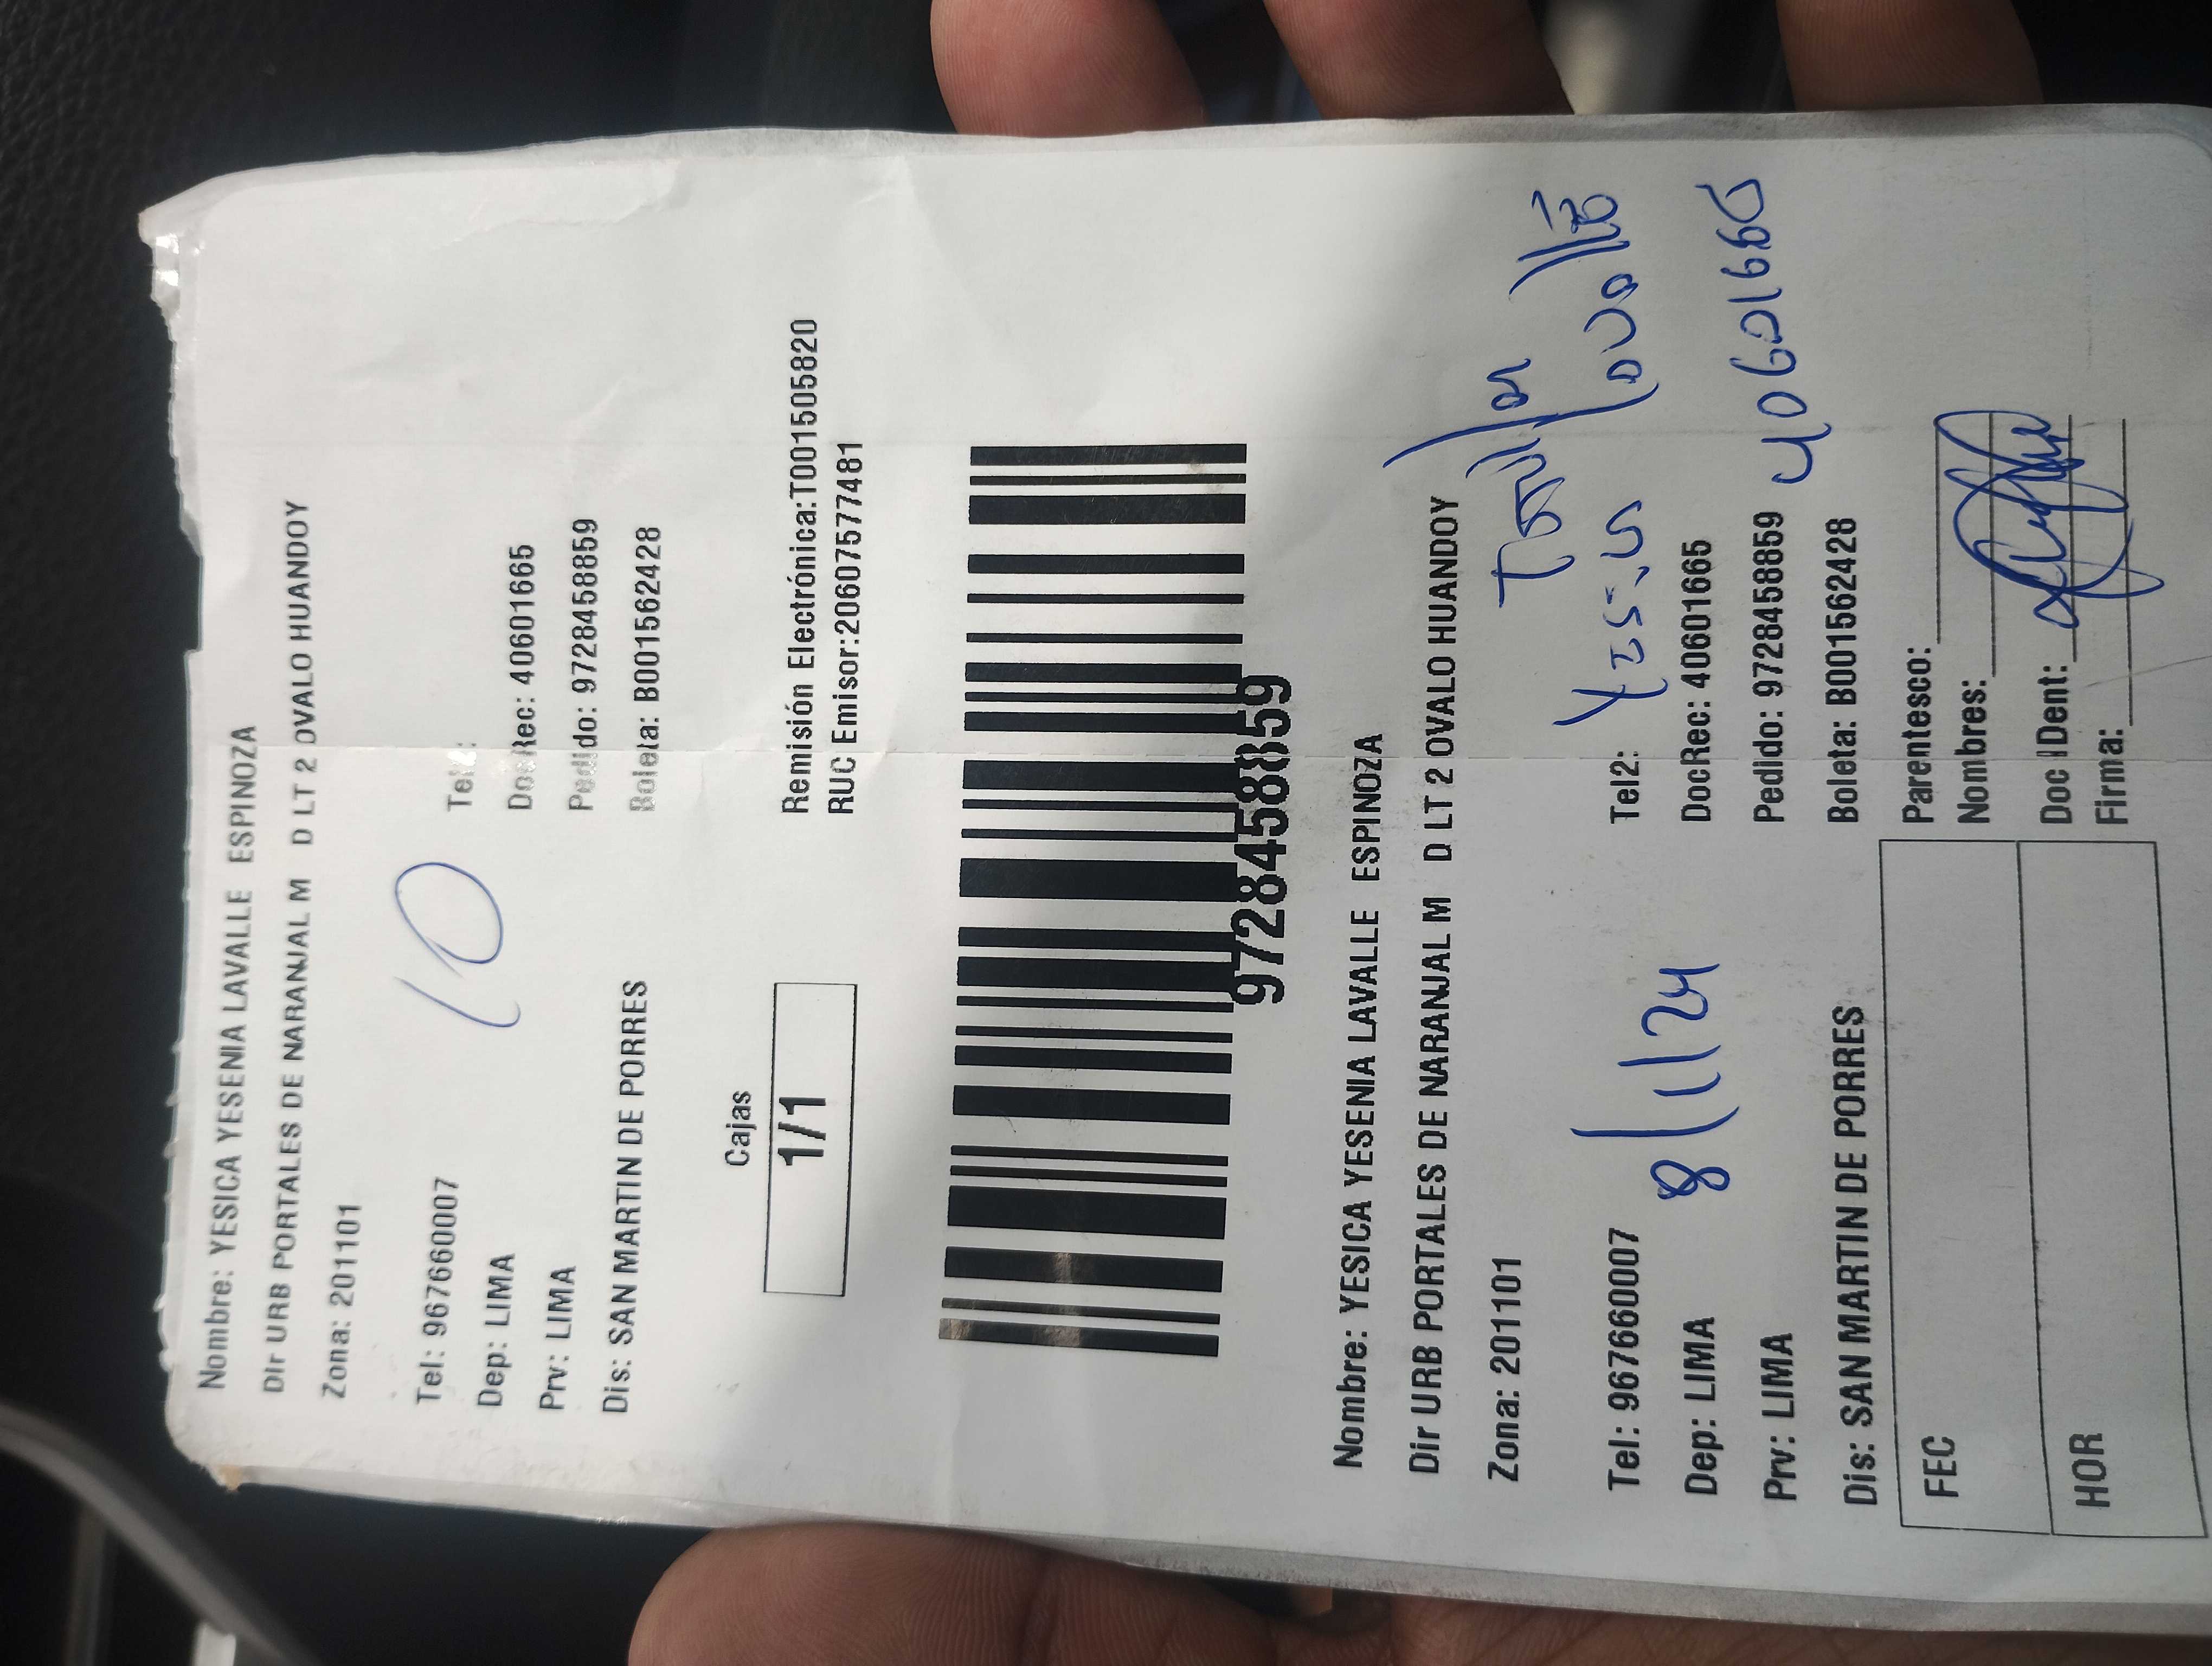 Nombre: YESICA YESENIA LAVALLE ESPINOZA
Dir URB PORTALES DE NARANJAL M D LT 2 OVALO HUANDOY
Zona: 201101
10
Tel: 967660007 Tel2:
Dep: LIMA DocRec: 40601665
Prv: LIMA Pedido: 97284458859
Dis: SAN MARTIN DE PORRES Boleta: B001562428
Cajas
1/1
Remisión Electrónica:T001505820
RUC Emisor:20607577481
97284458859
Nombre: YESICA YESENIA LAVALLE ESPINOZA
Dir URB PORTALES DE NARANJAL M D LT 2 OVALO HUANDOY
Zona: 201101
Tel: 967660007 Tel2:
8/1/24
Dep: LIMA DocRec: 40601665
Prv: LIMA Pedido: 97284458859
Dis: SAN MARTIN DE PORRES Boleta: B001562428
FEC Parentesco:
Nombres:
HOR Doc IDent:
Firma: